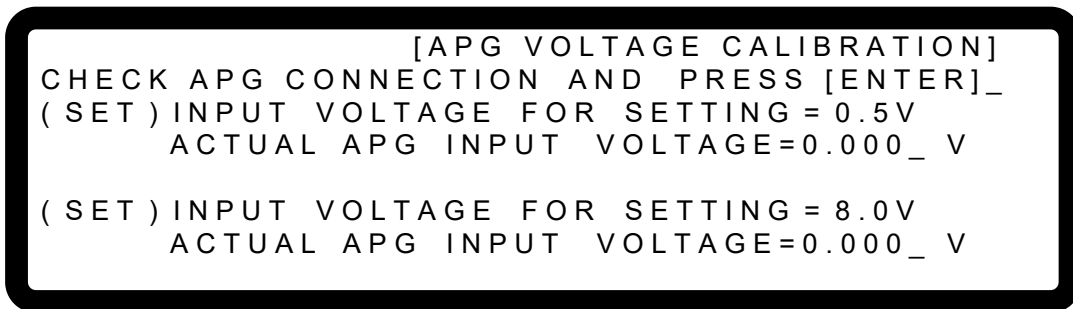 [APG VOLTAGE CALIBRATION]
CHECK APG CONNECTION AND PRESS [ENTER]_
(SET)INPUT VOLTAGE FOR SETTING=0.5V
ACTUAL APG INPUT VOLTAGE=0.000_ V
(SET)INPUT VOLTAGE FOR SETTING=8.0V
ACTUAL APG INPUT VOLTAGE=0.000_ V